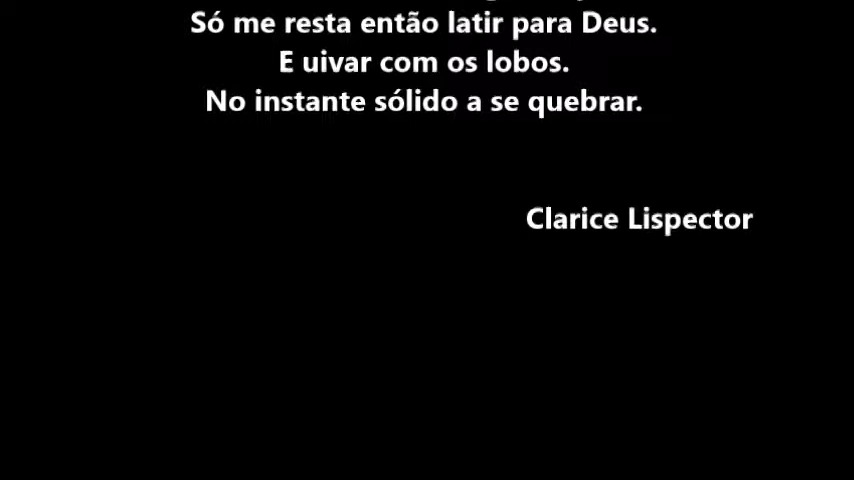 Só me resta então latir para Deus.
E uivar com os lobos.
No instante sólido a se quebrar.
Clarice Lispector